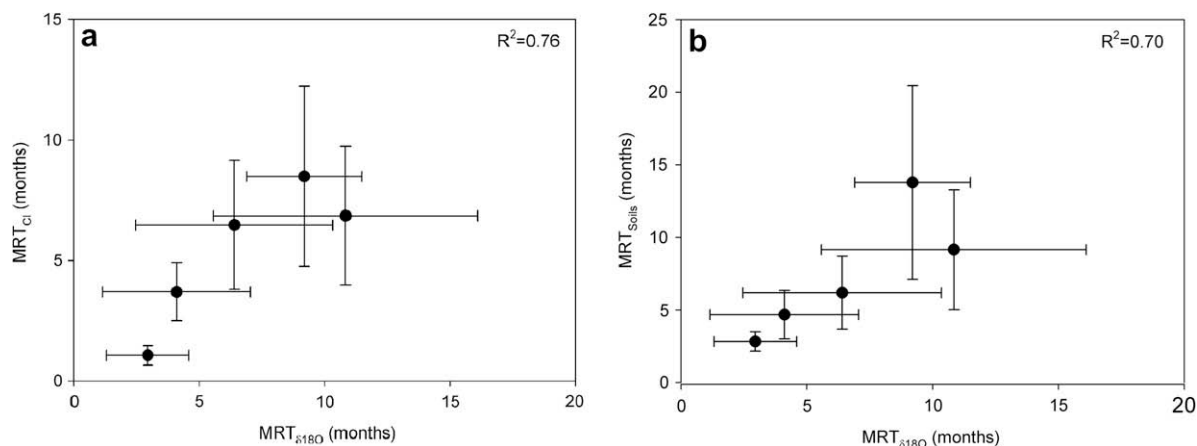 a
R²=0.76
15
10
5
0
MRT_Cl (months)
0 5 10 15 20
MRT_δ18O (months)
b
R²=0.70
25
20
15
10
5
0
MRT_Soils (months)
0 5 10 15 20
MRT_δ18O (months)